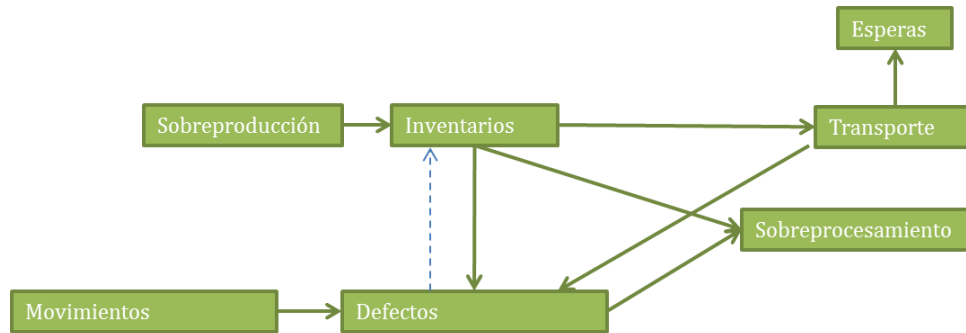 Esperas
Sobreproducción
Inventarios
Transporte
Sobreprocesamiento
Movimientos
Defectos